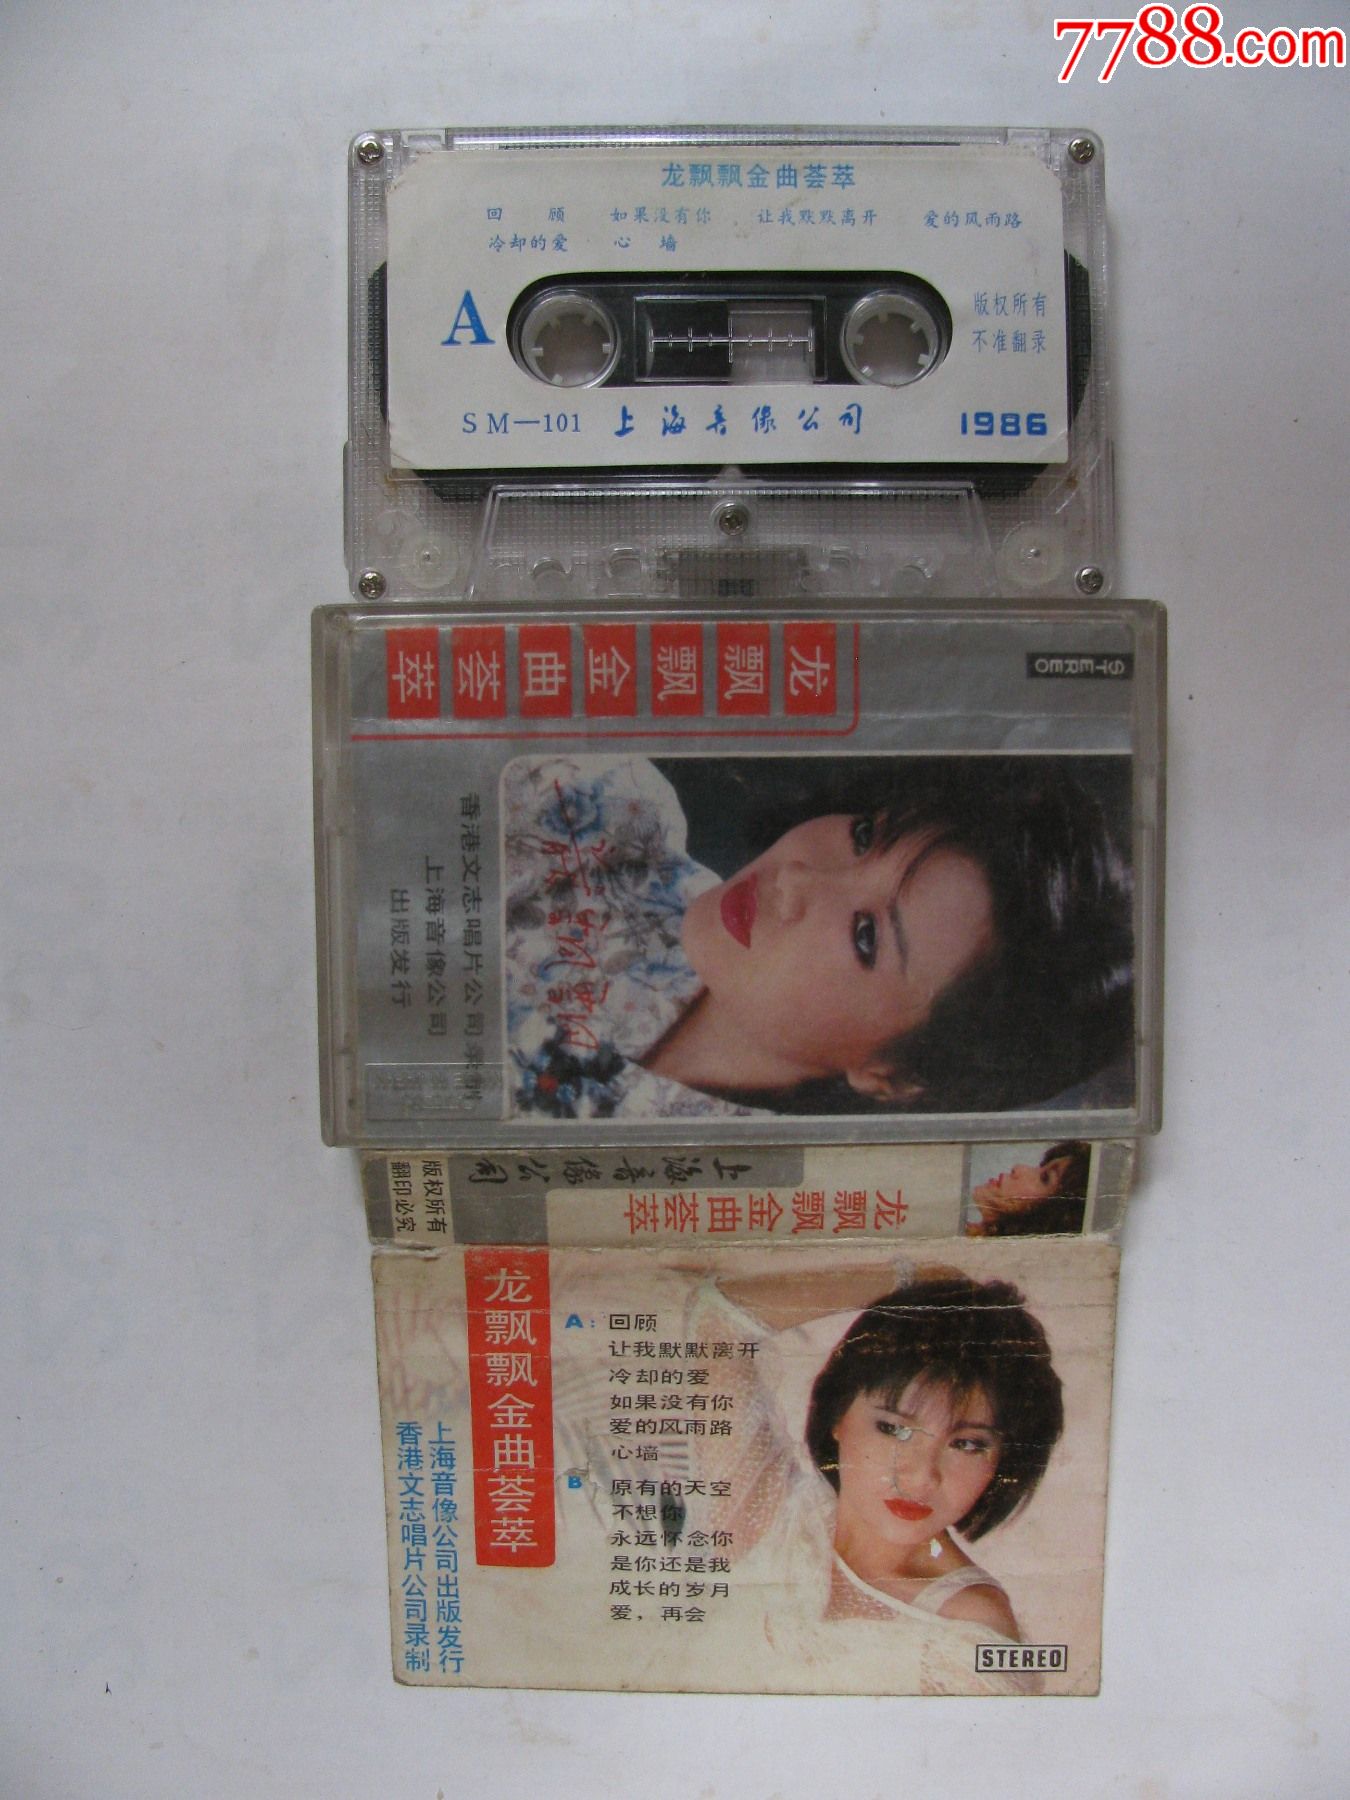 7788.com
龙飘飘金曲荟萃
回 顾 如果没有你 让我默默离开 爱的风雨路
冷却的爱 心 墙
A
版权所有
不准翻录
SM—101 上海音像公司 1986
龙飘飘金曲荟萃
STEREO
香港文志唱片公司录制
上海音像公司
出版发行
上海音像公司
版权所有
翻印必究
龙飘飘金曲荟萃
龙飘飘金曲荟萃
A: 回顾
让我默默离开
冷却的爱
如果没有你
爱的风雨路
心墙
B 原有的天空
不想你
永远怀念你
是你还是我
成长的岁月
爱，再会
上海音像公司出版发行
香港文志唱片公司录制
STEREO